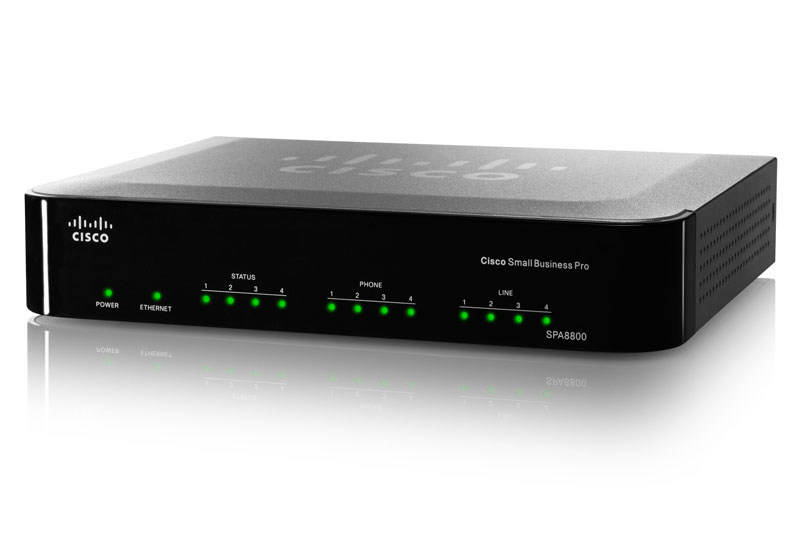 CISCO
CISCO
Cisco Small Business Pro
STATUS
1 2 3 4
PHONE
1 2 3 4
LINE
1 2 3 4
POWER
ETHERNET
SPA8800